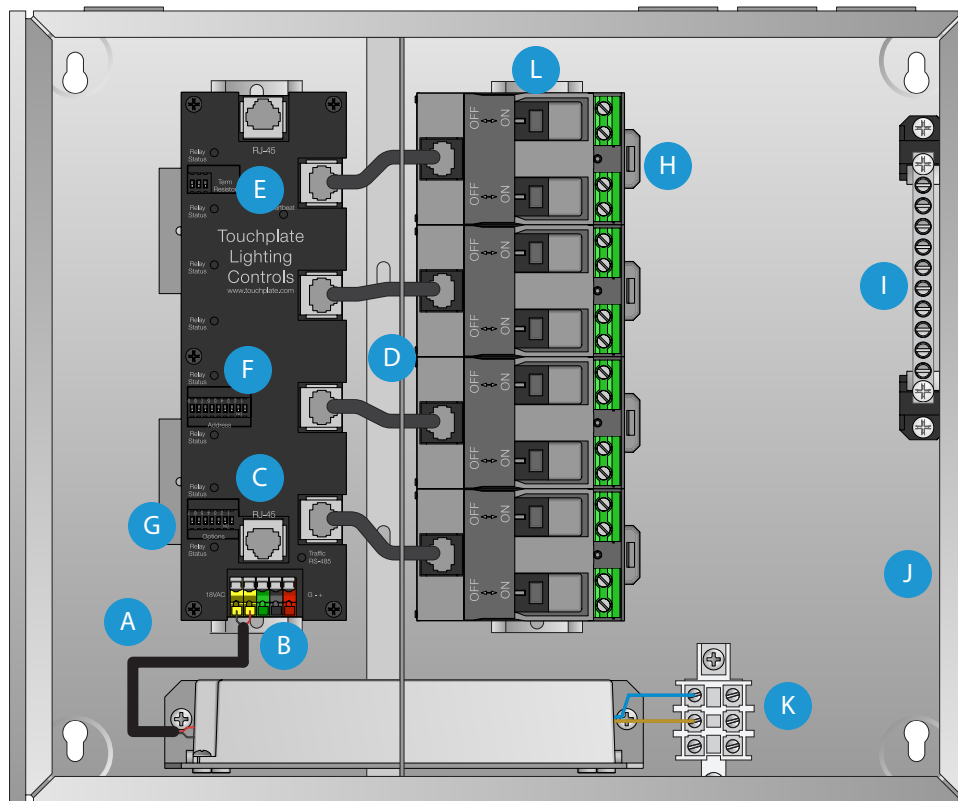 L
RJ-45
Relay
Status
Term
Resistor
E
H
Relay
Status
Touchplate
Lighting
Controls
www.touchplate.com
Relay
Status
Relay
Status
I
D
Relay
Status
F
Address
Relay
Status
Relay
Status
C
G
RJ-45
Options
Relay
Status
Traffic
RS-485
J
18VAC
G - +
A
B
K
OFF ON
OFF ON
OFF ON
OFF ON
OFF ON
OFF ON
OFF ON
OFF ON